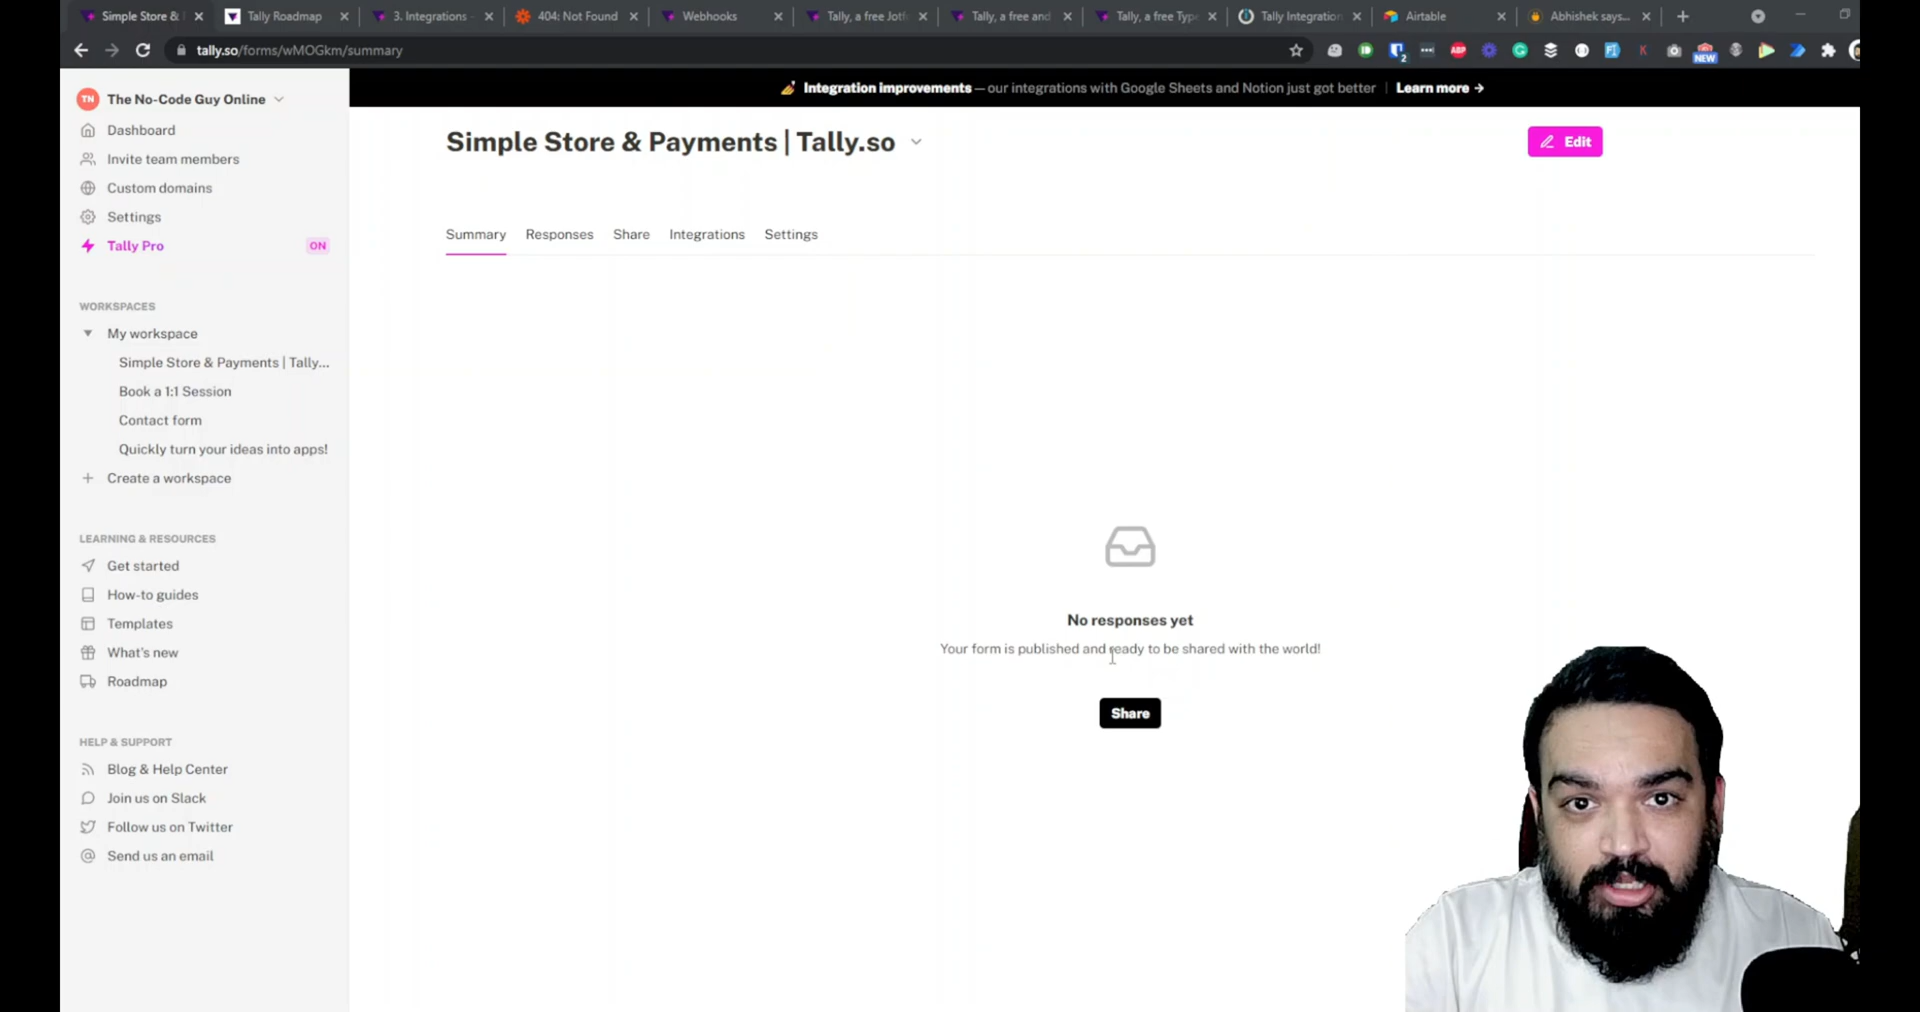 Simple Store &
Tally Roadmap
3. Integrations -
404: Not Found
Webhooks
Tally, a free Jotf
Tally, a free and
Tally, a free Type
Tally Integration
Airtable
Abhishek says...
tally.so/forms/wMOGkm/summary
ABP
2
NEW
TN
The No-Code Guy Online
Dashboard
Invite team members
Custom domains
Settings
Tally Pro
ON
WORKSPACES
My workspace
Simple Store & Payments | Tally...
Book a 1:1 Session
Contact form
Quickly turn your ideas into apps!
Create a workspace
LEARNING & RESOURCES
Get started
How-to guides
Templates
What's new
Roadmap
HELP & SUPPORT
Blog & Help Center
Join us on Slack
Follow us on Twitter
Send us an email
Integration improvements — our integrations with Google Sheets and Notion just got better | Learn more →
Simple Store & Payments | Tally.so
Edit
Summary
Responses
Share
Integrations
Settings
No responses yet
Your form is published and ready to be shared with the world!
Share